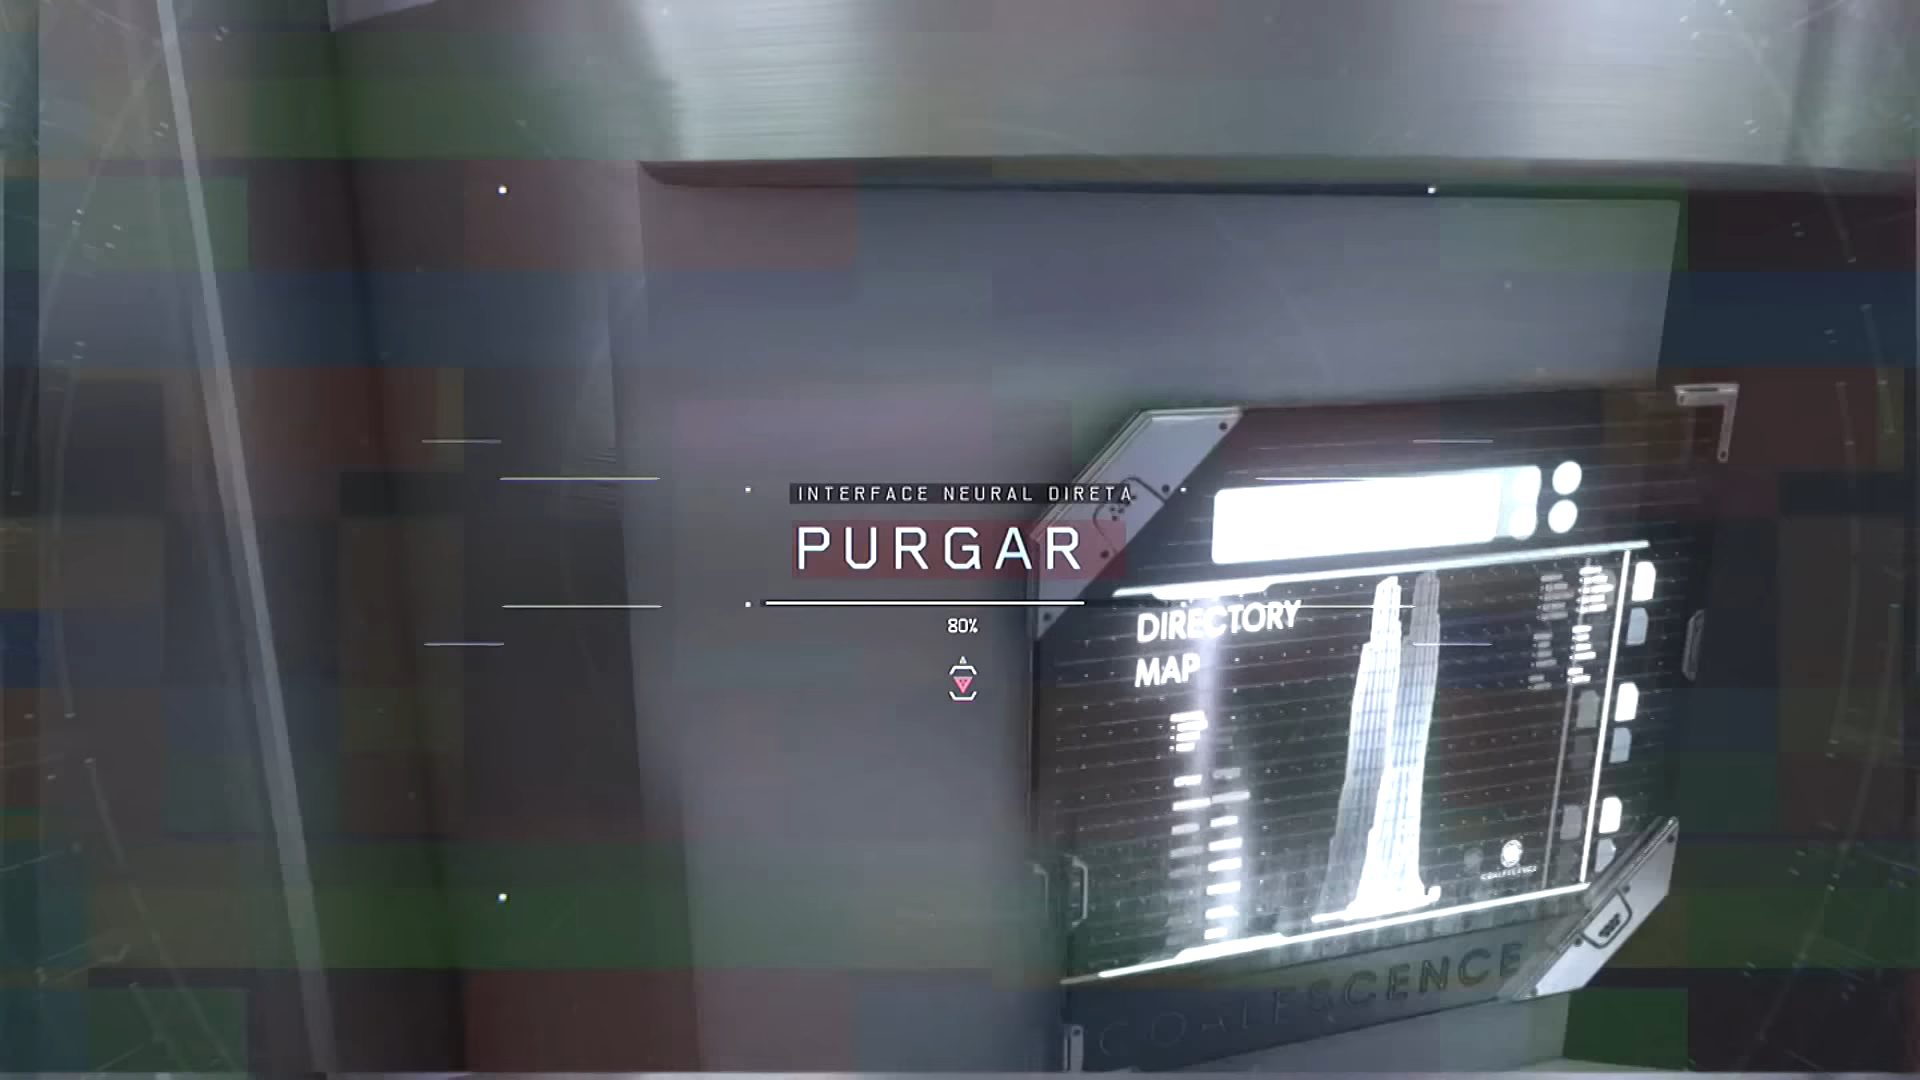 INTERFACE NEURAL DIRETA
PURGAR
80%
DIRECTORY
MAP
COALESCENCE